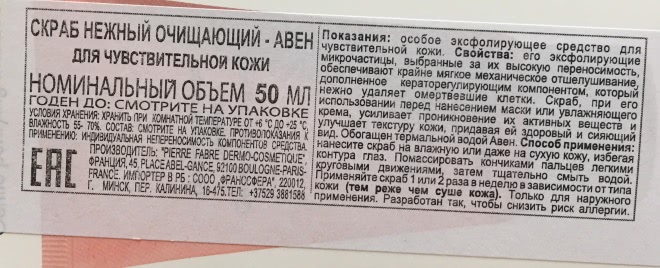 СКРАБ НЕЖНЫЙ ОЧИЩАЮЩИЙ - АВЕН
ДЛЯ ЧУВСТВИТЕЛЬНОЙ КОЖИ
НОМИНАЛЬНЫЙ ОБЪЕМ 50 МЛ
ГОДЕН ДО: СМОТРИТЕ НА УПАКОВКЕ
УСЛОВИЯ ХРАНЕНИЯ: ХРАНИТЬ ПРИ КОМНАТНОЙ ТЕМПЕРАТУРЕ ОТ +6 °С ДО +25 °С,
ВЛАЖНОСТЬ 55- 70%. СОСТАВ: СМОТРИТЕ НА УПАКОВКЕ. ПРОТИВОПОКАЗАНИЯ К
ПРИМЕНЕНИЮ: ИНДИВИДУАЛЬНАЯ НЕПЕРЕНОСИМОСТЬ КОМПОНЕНТОВ СРЕДСТВА.
ПРОИЗВОДИТЕЛЬ: "PIERRE FABRE DERMO-COSMETIQUE",
ФРАНЦИЯ, 45, PLACE ABEL-GANCE, 92100 BOULOGNE-PARIS-
FRANCE. ИМПОРТЕР В РБ : СООО „ФРАНСФЕРА", 220012,
Г. МИНСК, ПЕР. КАЛИНИНА, 16-475.ТЕЛ. +37529 3881588
EAC
Показания: особое эксфолиирующее средство для
чувствительной кожи. Свойства: его эксфолиирующие
микрочастицы, выбранные за их высокую переносимость,
обеспечивают крайне мягкое механическое отшелушивание,
дополненное кераторегулирующим компонентом, который
нежно удаляет омертвевшие клетки. Скраб, при его
использовании перед нанесением маски или увлажняющего
крема, усиливает проникновение их активных веществ и
улучшает текстуру кожи, придавая ей здоровый и сияющий
вид. Обогащен термальной водой Авен. Способ применения:
нанесите скраб на влажную или даже на сухую кожу, избегая
контура глаз. Помассировать кончиками пальцев легкими
круговыми движениями, затем тщательно смыть водой.
Применяйте скраб 1 или 2 раза в неделю в зависимости от типа
кожи (тем реже чем суше кожа). Только для наружного
применения. Разработан так, чтобы снизить риск аллергии.